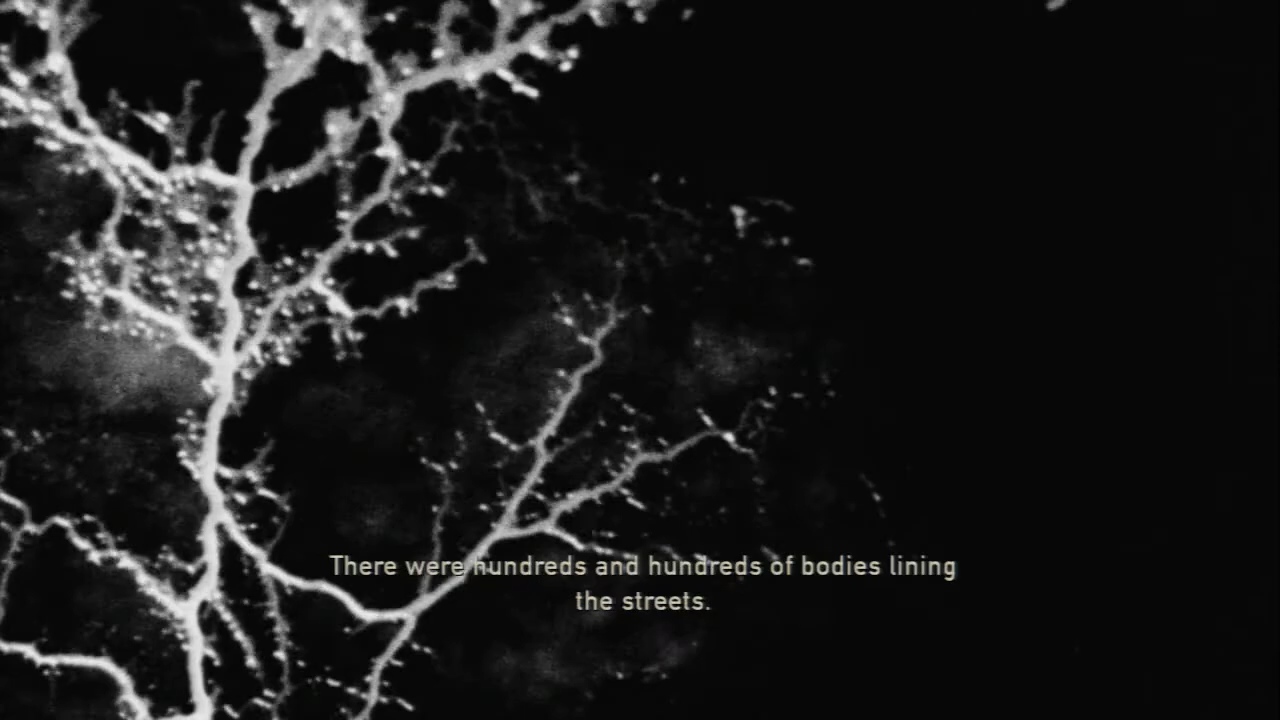 There were hundreds and hundreds of bodies lining
the streets.